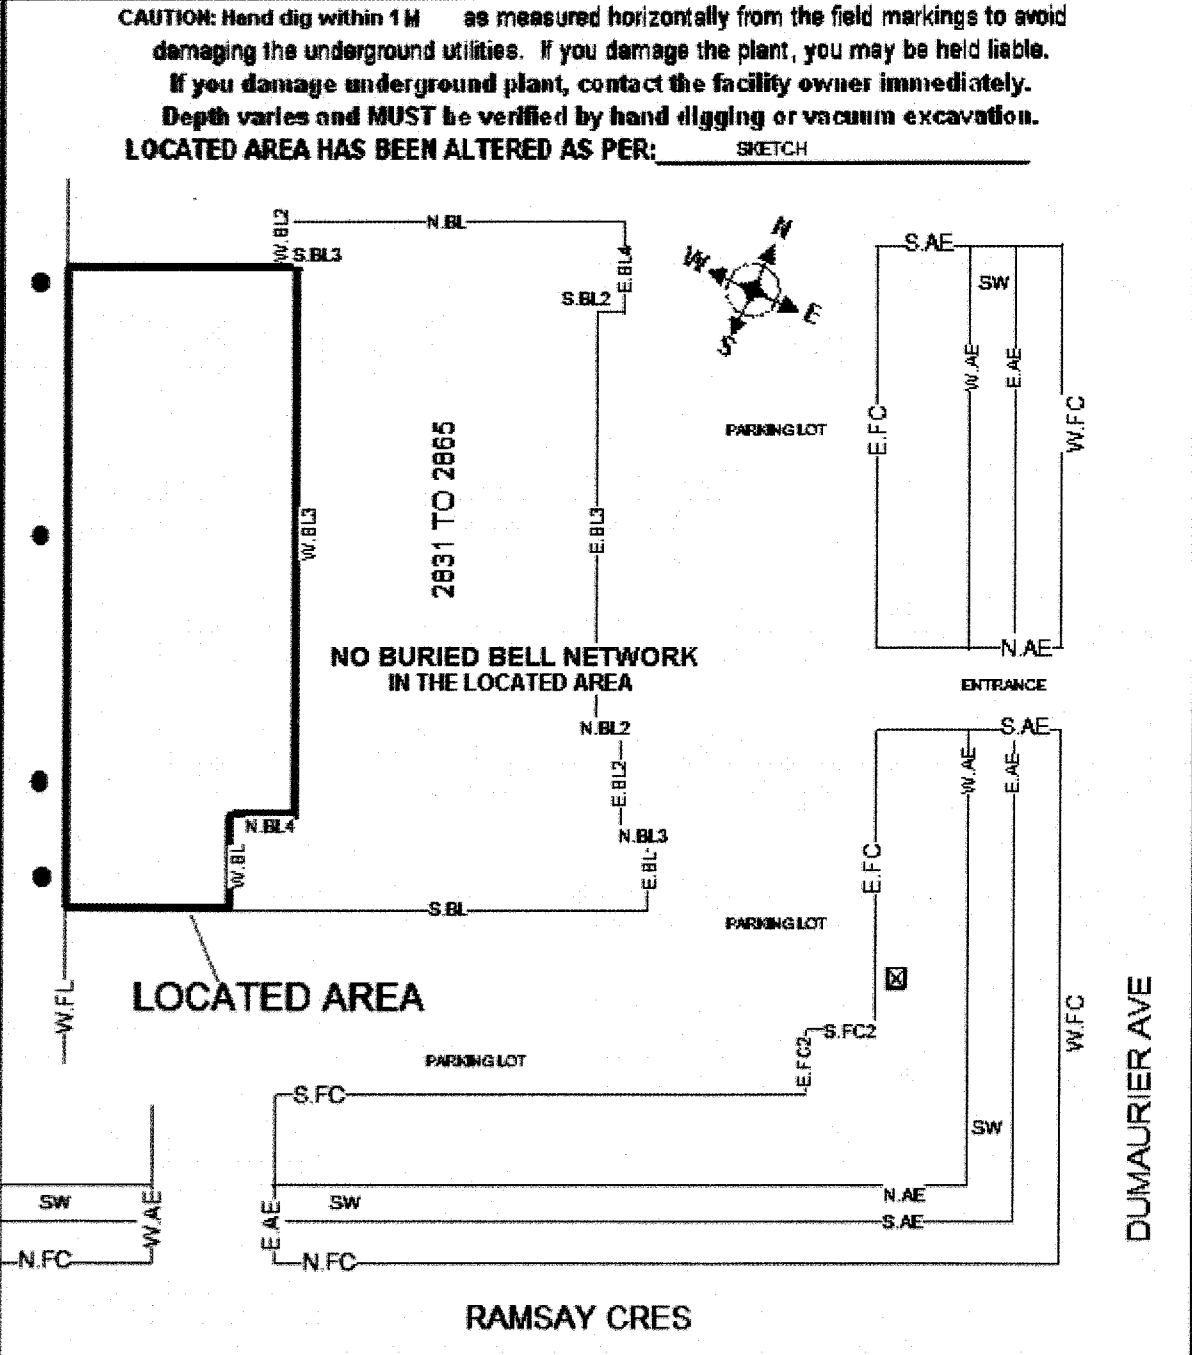 CAUTION: Hand dig within 1 M as measured horizontally from the field markings to avoid
damaging the underground utilities. If you damage the plant, you may be held liable.
If you damage underground plant, contact the facility owner immediately.
Depth varies and MUST be verified by hand digging or vacuum excavation.
LOCATED AREA HAS BEEN ALTERED AS PER: SKETCH
W.BL2
N.BL
S.BL3
E.BL4
S.BL2
N
W
E
S
S.AE
SW
W.AE
E.AE
E.FC
W.FC
PARKING LOT
2831 TO 2865
W.BL3
E.BL3
NO BURIED BELL NETWORK
IN THE LOCATED AREA
N.AE
ENTRANCE
N.BL2
S.AE
E.BL2
W.AE
E.AE
N.BL4
N.BL3
W.BL
E.BL
E.FC
S.BL
PARKING LOT
LOCATED AREA
W.FL
X
S.FC2
W.FC
E.FC2
PARKING LOT
S.FC
DUMAURIER AVE
SW
SW
W.AE
E.AE
SW
N.AE
S.AE
N.FC
N.FC
RAMSAY CRES